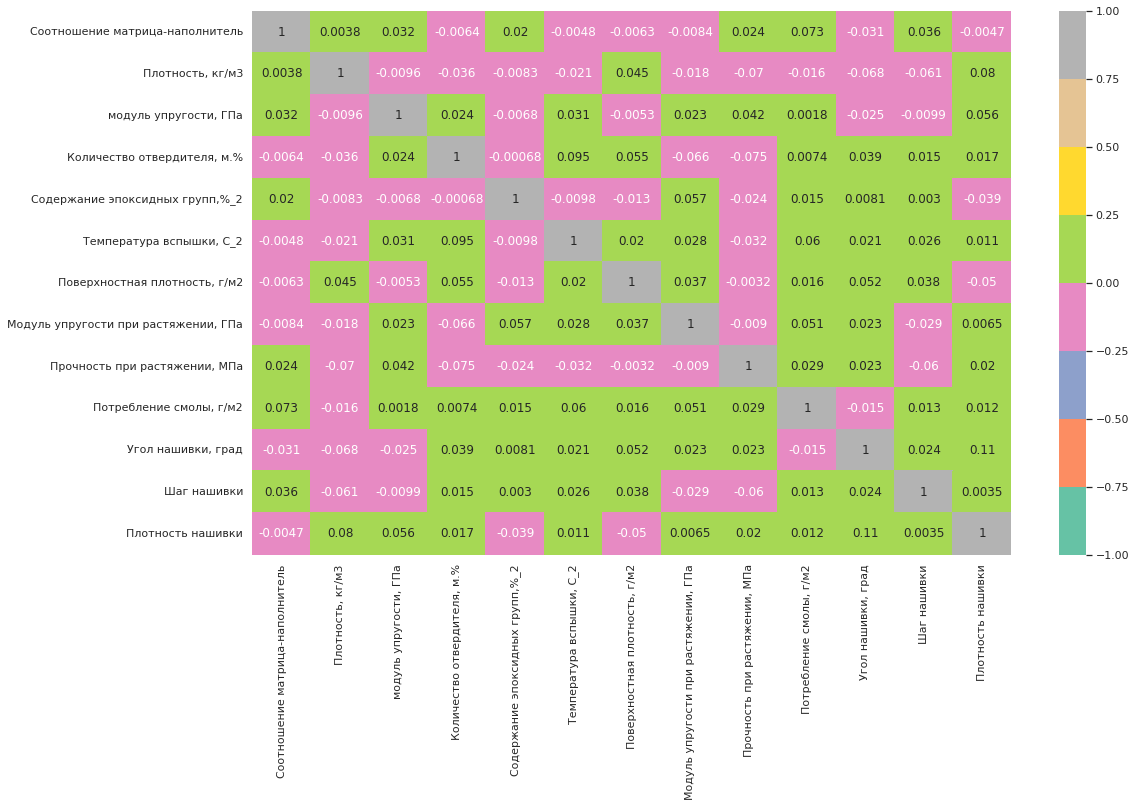 Соотношение матрица-наполнитель 1 0.0038 0.032 -0.0064 0.02 -0.0048 -0.0063 -0.0084 0.024 0.073 -0.031 0.036 -0.0047
Плотность, кг/м3 0.0038 1 -0.0096 -0.036 -0.0083 -0.021 0.045 -0.018 -0.07 -0.016 -0.068 -0.061 0.08
модуль упругости, ГПа 0.032 -0.0096 1 0.024 -0.0068 0.031 -0.0053 0.023 0.042 0.0018 -0.025 -0.0099 0.056
Количество отвердителя, м.% -0.0064 -0.036 0.024 1 -0.00068 0.095 0.055 -0.066 -0.075 0.0074 0.039 0.015 0.017
Содержание эпоксидных групп,%_2 0.02 -0.0083 -0.0068 -0.00068 1 -0.0098 -0.013 0.057 -0.024 0.015 0.0081 0.003 -0.039
Температура вспышки, С_2 -0.0048 -0.021 0.031 0.095 -0.0098 1 0.02 0.028 -0.032 0.06 0.021 0.026 0.011
Поверхностная плотность, г/м2 -0.0063 0.045 -0.0053 0.055 -0.013 0.02 1 0.037 -0.0032 0.016 0.052 0.038 -0.05
Модуль упругости при растяжении, ГПа -0.0084 -0.018 0.023 -0.066 0.057 0.028 0.037 1 -0.009 0.051 0.023 -0.029 0.0065
Прочность при растяжении, МПа 0.024 -0.07 0.042 -0.075 -0.024 -0.032 -0.0032 -0.009 1 0.029 0.023 -0.06 0.02
Потребление смолы, г/м2 0.073 -0.016 0.0018 0.0074 0.015 0.06 0.016 0.051 0.029 1 -0.015 0.013 0.012
Угол нашивки, град -0.031 -0.068 -0.025 0.039 0.0081 0.021 0.052 0.023 0.023 -0.015 1 0.024 0.11
Шаг нашивки 0.036 -0.061 -0.0099 0.015 0.003 0.026 0.038 -0.029 -0.06 0.013 0.024 1 0.0035
Плотность нашивки -0.0047 0.08 0.056 0.017 -0.039 0.011 -0.05 0.0065 0.02 0.012 0.11 0.0035 1
Соотношение матрица-наполнитель
Плотность, кг/м3
модуль упругости, ГПа
Количество отвердителя, м.%
Содержание эпоксидных групп,%_2
Температура вспышки, С_2
Поверхностная плотность, г/м2
Модуль упругости при растяжении, ГПа
Прочность при растяжении, МПа
Потребление смолы, г/м2
Угол нашивки, град
Шаг нашивки
Плотность нашивки
1.00
0.75
0.50
0.25
0.00
−0.25
−0.50
−0.75
−1.00